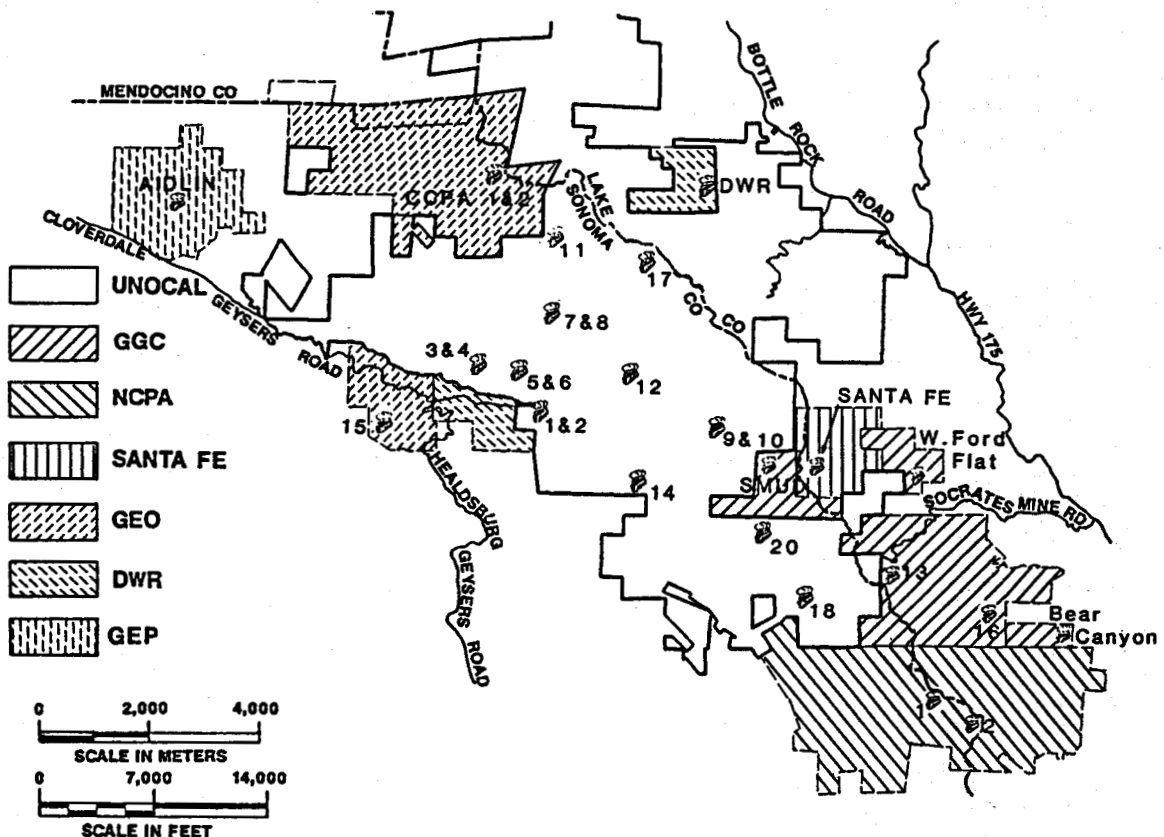 MENDOCINO CO
BOTTLE ROCK ROAD
AIDLIN
CCPA 1&2
LAKE
SONOMA
DWR
CLOVERDALE GEYSERS ROAD
11
17
CO
CO
HWY 175
UNOCAL
GGC
NCPA
SANTA FE
GEO
DWR
GEP
7&8
3&4
5&6
12
1&2
15
SANTA FE
9&10
W. Ford
Flat
SMUD
HEALDSBURG GEYSERS ROAD
14
SOCRATES MINE RD
20
13
18
16
Bear
Canyon
1
2
0 2,000 4,000
SCALE IN METERS
0 7,000 14,000
SCALE IN FEET